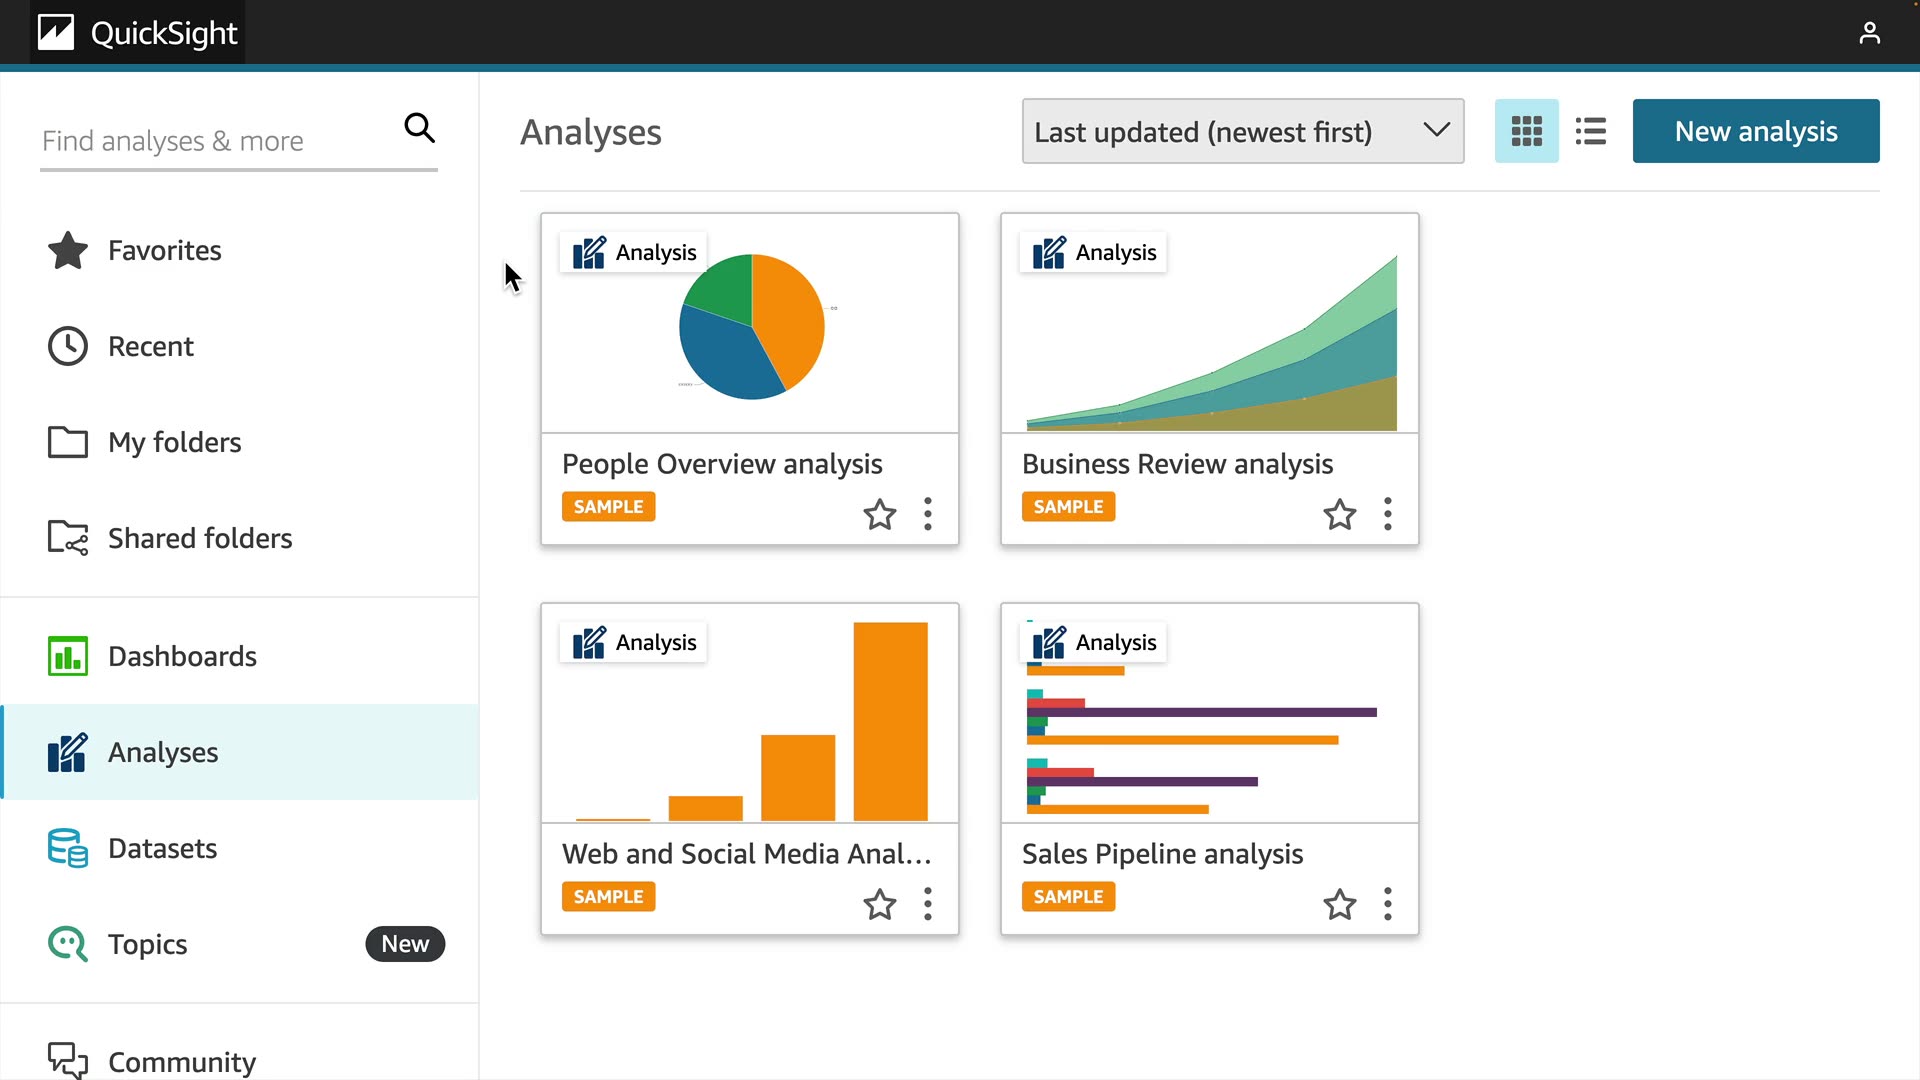 QuickSight
Find analyses & more
Favorites
Recent
My folders
Shared folders
Dashboards
Analyses
Datasets
Topics
New
Community
Analyses
Last updated (newest first)
New analysis
Analysis
People Overview analysis
SAMPLE
Analysis
Business Review analysis
SAMPLE
Analysis
Web and Social Media Anal...
SAMPLE
Analysis
Sales Pipeline analysis
SAMPLE